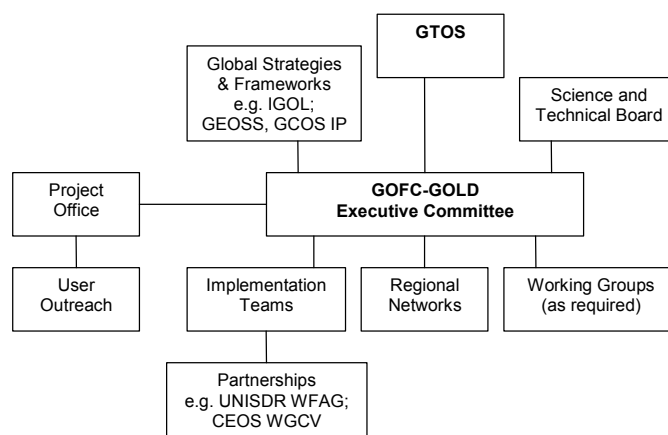 GTOS
Global Strategies
& Frameworks
e.g. IGOL;
GEOSS, GCOS IP
Science and
Technical Board
Project
Office
GOFC-GOLD
Executive Committee
User
Outreach
Implementation
Teams
Regional
Networks
Working Groups
(as required)
Partnerships
e.g. UNISDR WFAG;
CEOS WGCV